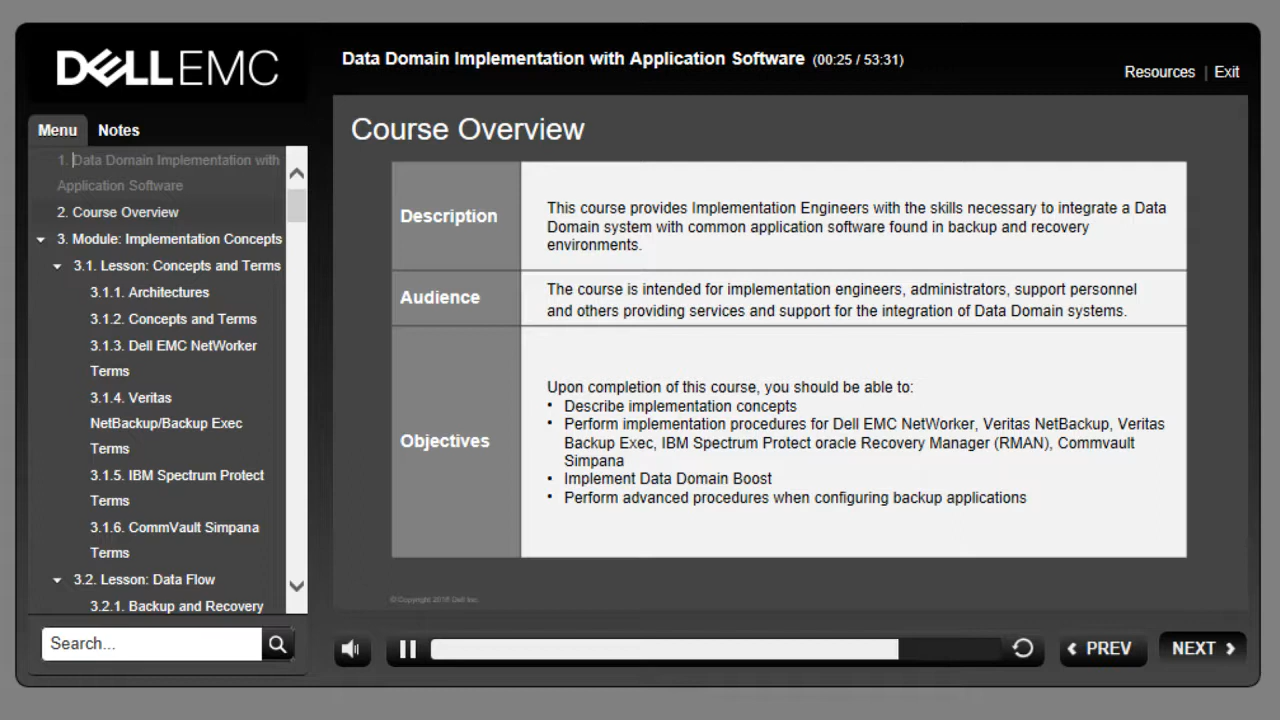 DELLEMC
Data Domain Implementation with Application Software (00:25 / 53:31)
Resources | Exit
Menu
Notes
1. Data Domain Implementation with
Application Software
2. Course Overview
3. Module: Implementation Concepts
3.1. Lesson: Concepts and Terms
3.1.1. Architectures
3.1.2. Concepts and Terms
3.1.3. Dell EMC NetWorker
Terms
3.1.4. Veritas
NetBackup/Backup Exec
Terms
3.1.5. IBM Spectrum Protect
Terms
3.1.6. CommVault Simpana
Terms
3.2. Lesson: Data Flow
3.2.1. Backup and Recovery
Search...
Course Overview
Description
This course provides Implementation Engineers with the skills necessary to integrate a Data
Domain system with common application software found in backup and recovery
environments.
Audience
The course is intended for implementation engineers, administrators, support personnel
and others providing services and support for the integration of Data Domain systems.
Objectives
Upon completion of this course, you should be able to:
• Describe implementation concepts
• Perform implementation procedures for Dell EMC NetWorker, Veritas NetBackup, Veritas
Backup Exec, IBM Spectrum Protect oracle Recovery Manager (RMAN), Commvault
Simpana
• Implement Data Domain Boost
• Perform advanced procedures when configuring backup applications
© Copyright Dell Inc.
PREV
NEXT